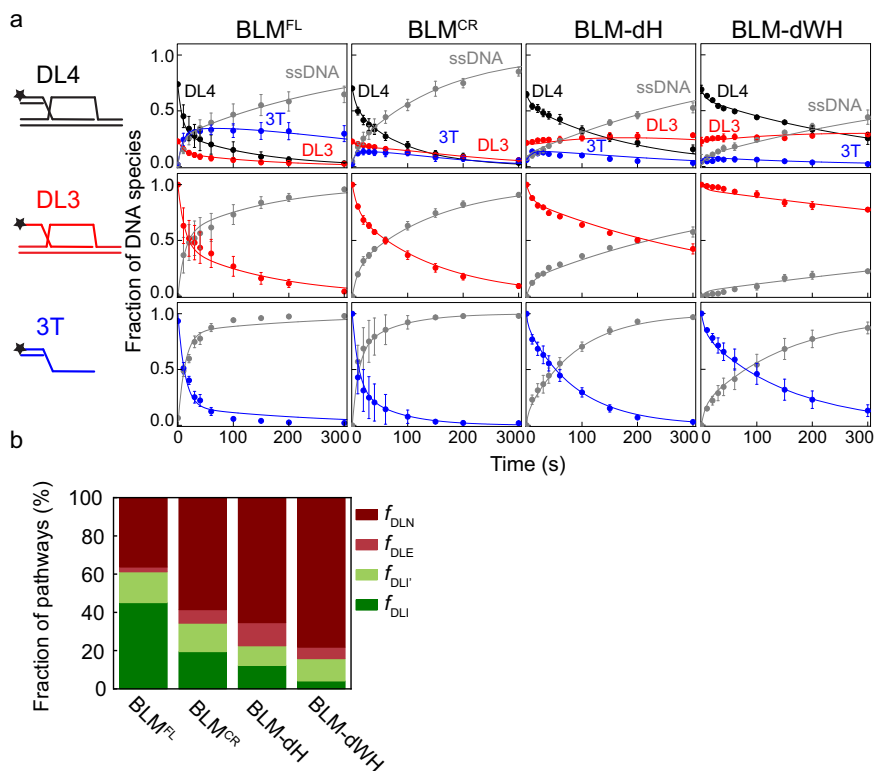 a
BLM^FL BLM^CR BLM-dH BLM-dWH
DL4
DL3
3T
Fraction of DNA species
1.0
0.5
0.0
DL4 ssDNA 3T DL3
DL4 ssDNA DL3 3T
DL4 ssDNA DL3 3T
DL4 ssDNA DL3 3T
1.0
0.5
0.0
1.0
0.5
0.0
0 100 200 300 0 100 200 300 0 100 200 300 0 100 200 300
Time (s)
b
Fraction of pathways (%)
100
80
60
40
20
0
f_DLN
f_DLE
f_DLI'
f_DLI
BLM^FL
BLM^CR
BLM-dH
BLM-dWH